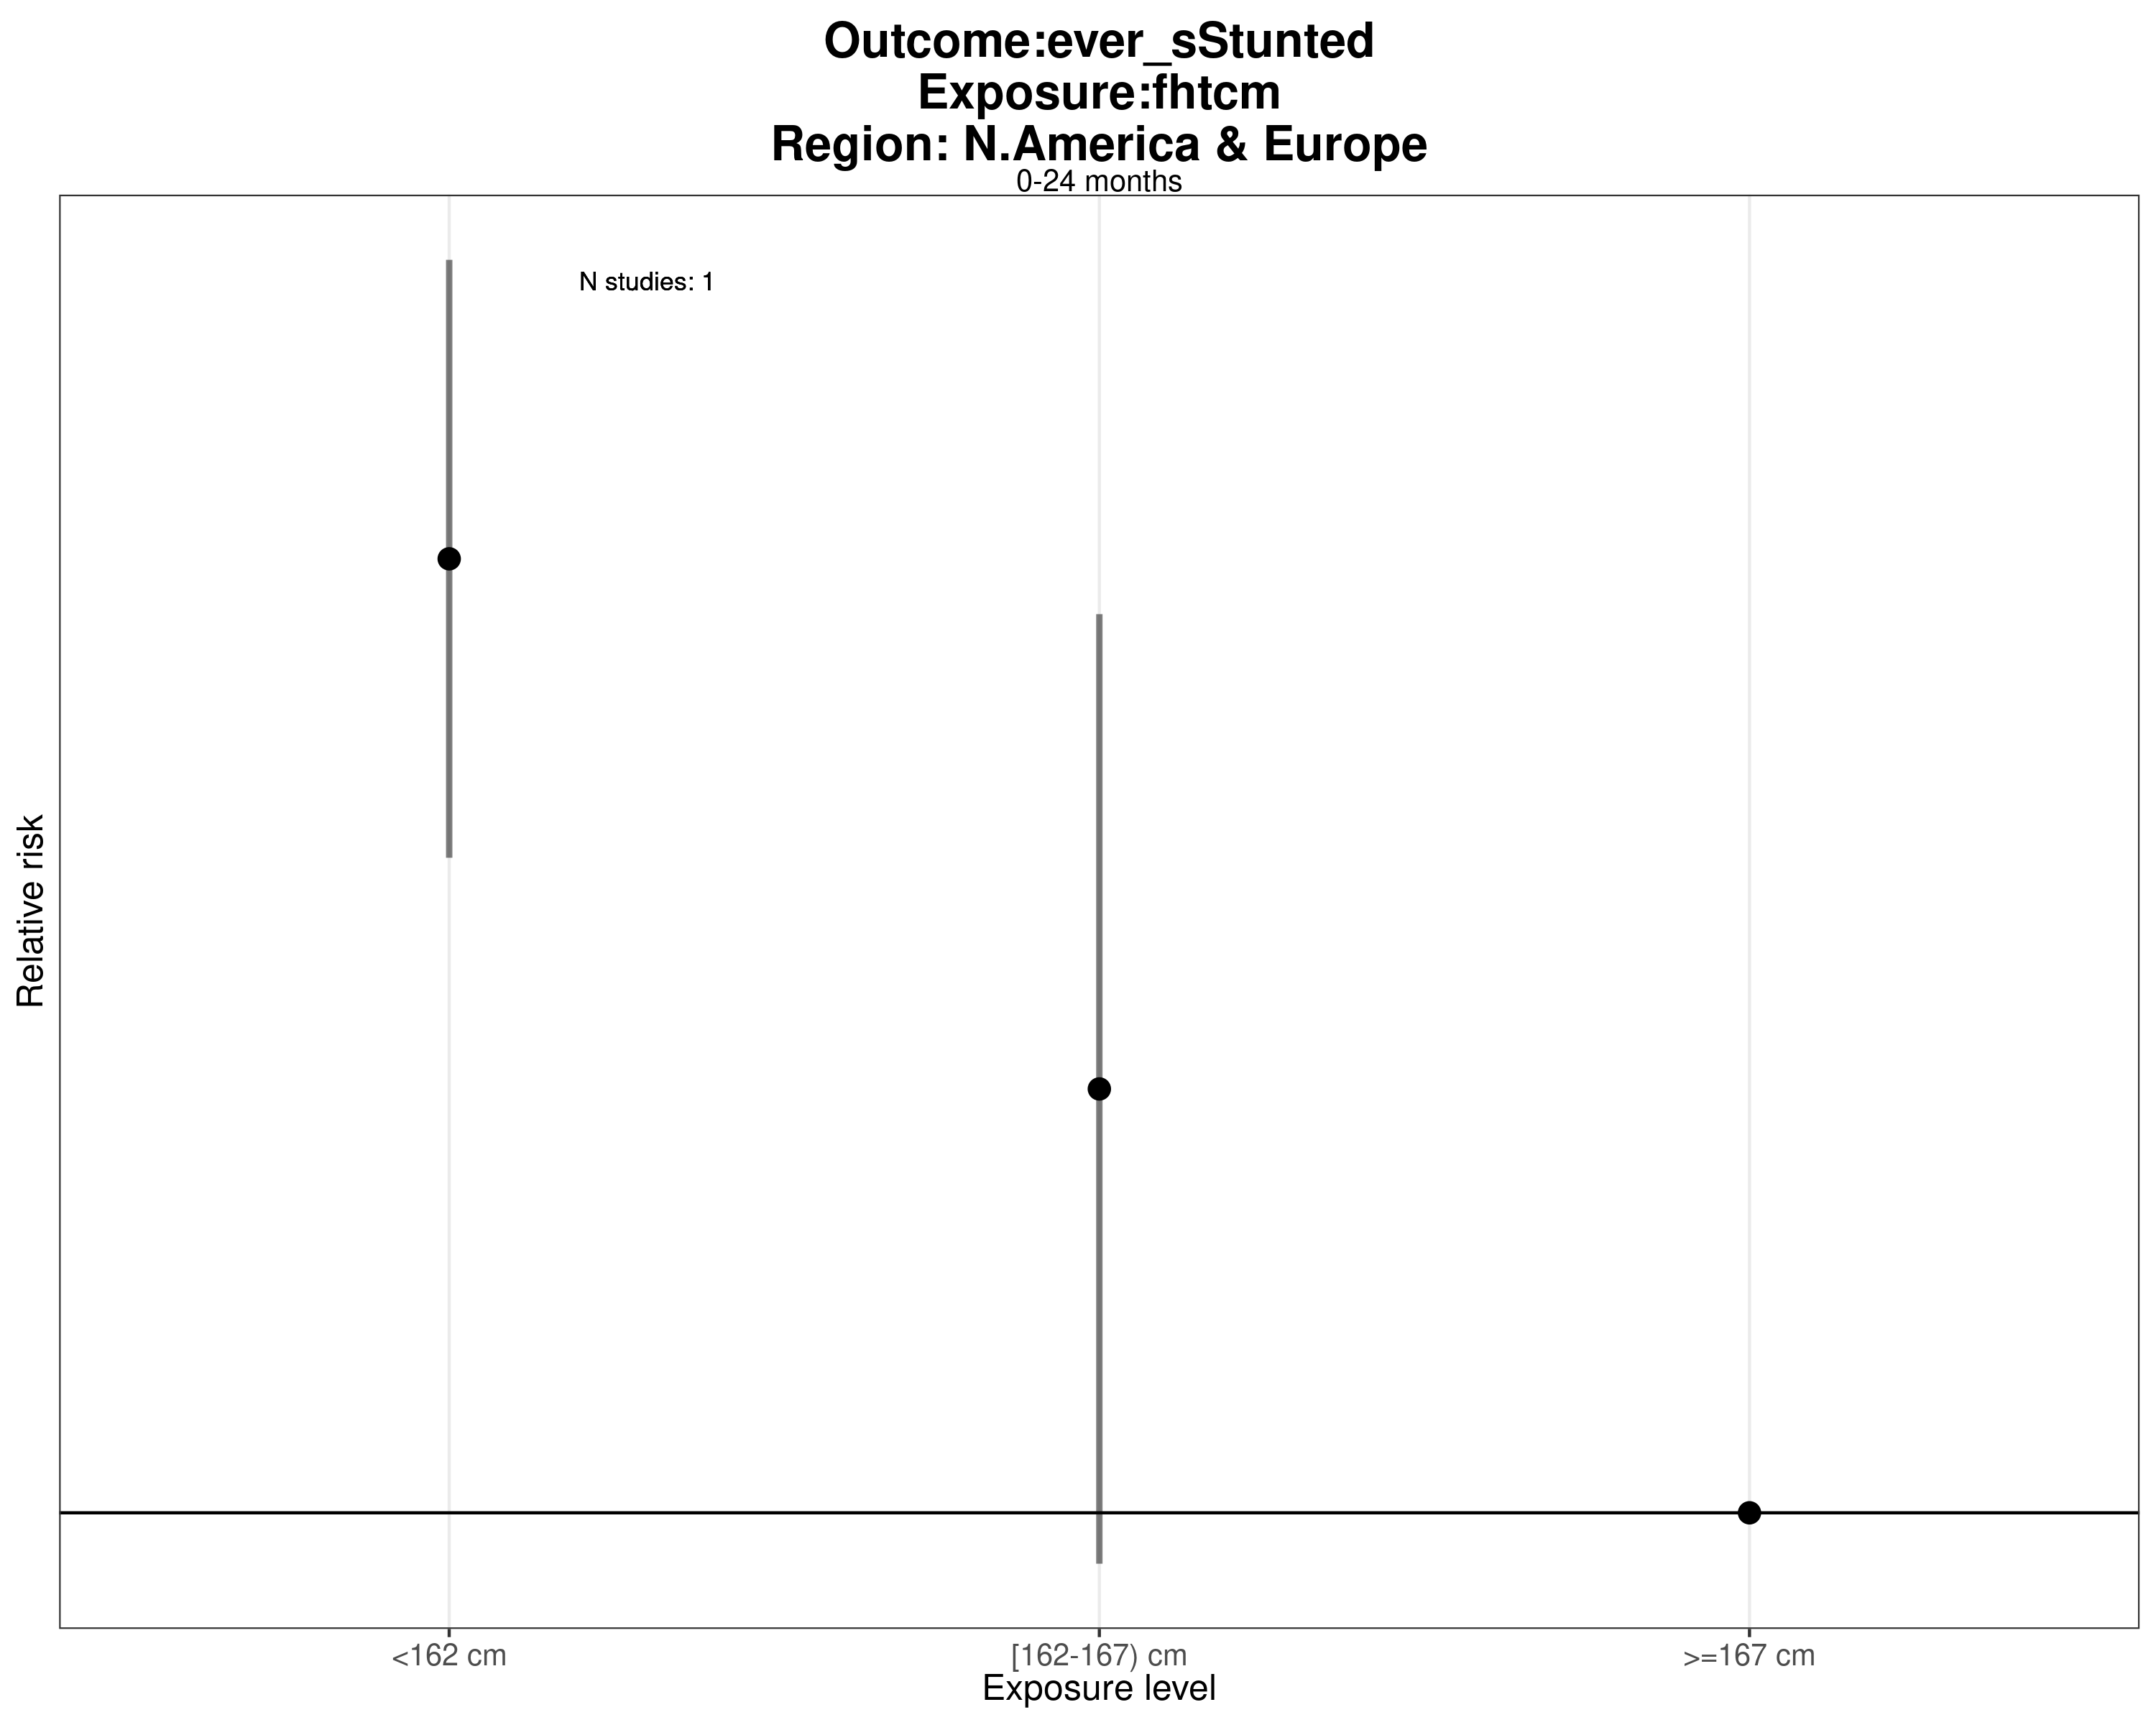 Outcome:ever_sStunted
Exposure:fhtcm
Region: N.America & Europe
0-24 months
N studies: 1
Relative risk
<162 cm
[162-167) cm
>=167 cm
Exposure level